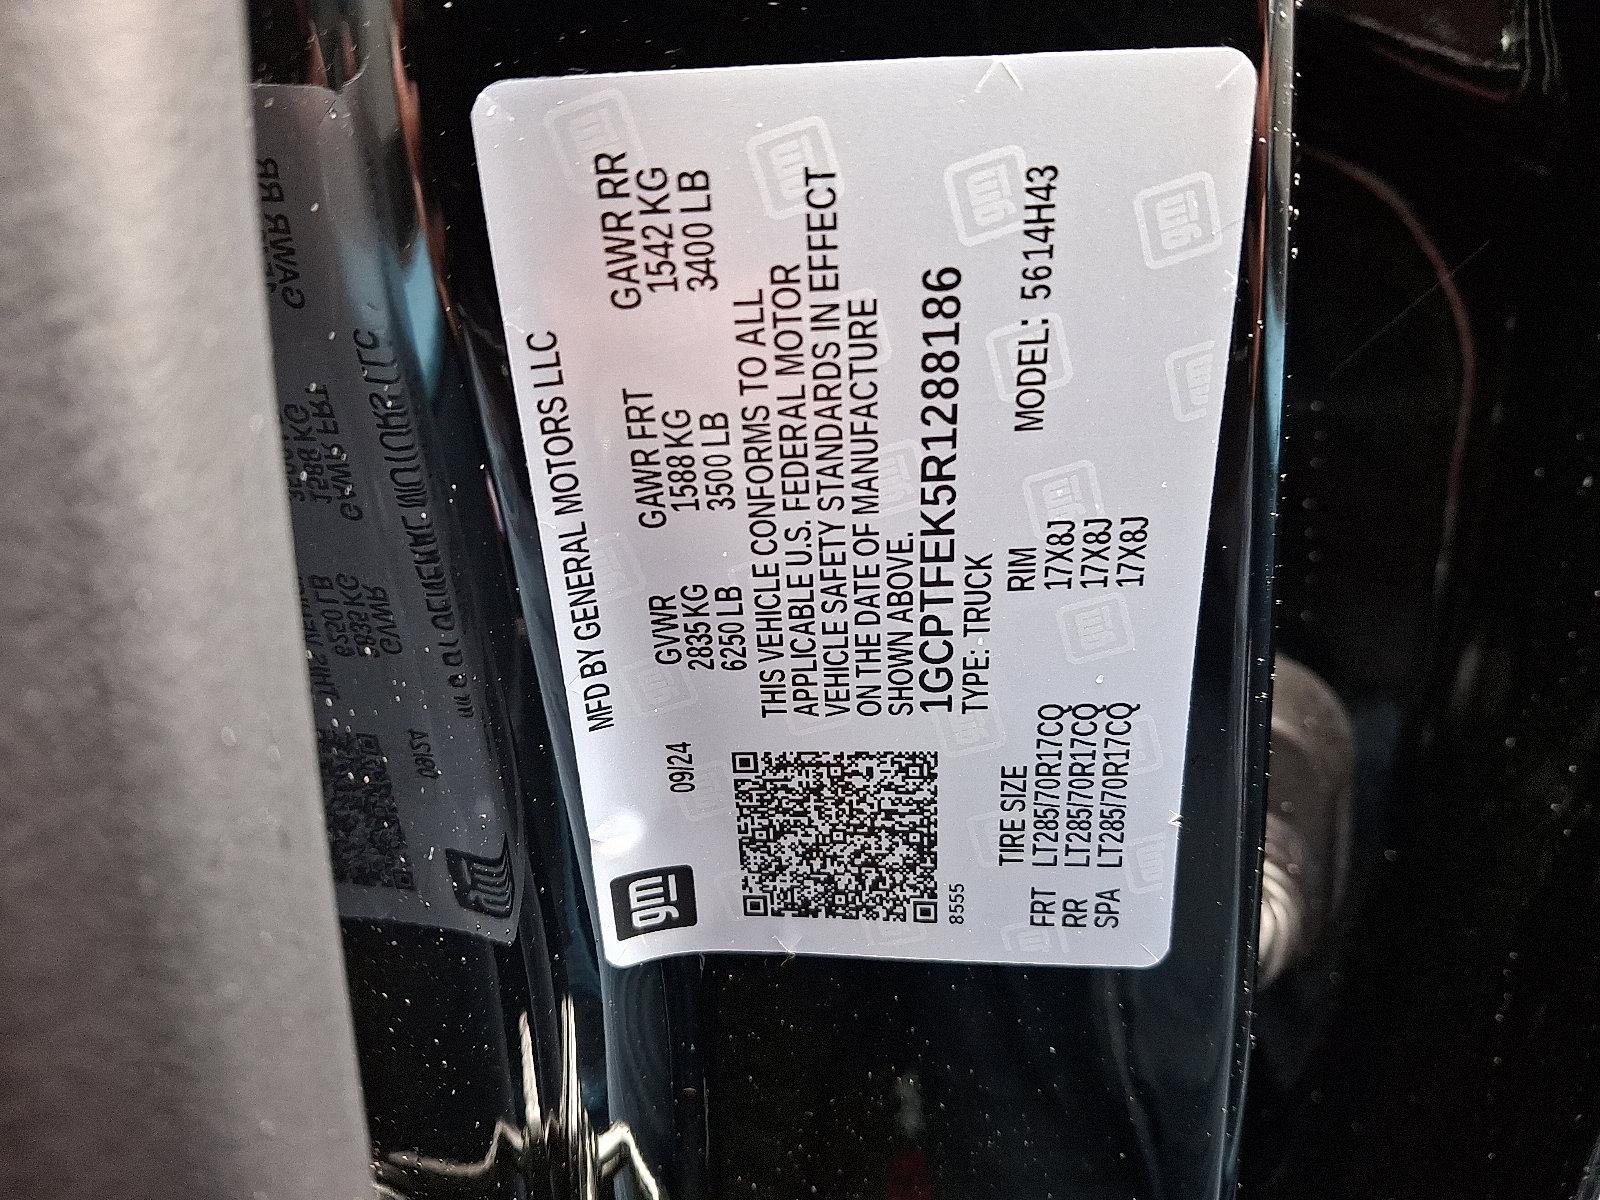 gm
MFD BY GENERAL MOTORS LLC
09/24
GVWR GAWR FRT GAWR RR
2835 KG 1588 KG 1542 KG
6250 LB 3500 LB 3400 LB
THIS VEHICLE CONFORMS TO ALL
APPLICABLE U.S. FEDERAL MOTOR
VEHICLE SAFETY STANDARDS IN EFFECT
ON THE DATE OF MANUFACTURE
SHOWN ABOVE.
1GCPTFEK5R1288186
TYPE: TRUCK
8555
MODEL: 5614H43
TIRE SIZE RIM
FRT LT285/70R17CQ 17X8J
RR LT285/70R17CQ 17X8J
SPA LT285/70R17CQ 17X8J